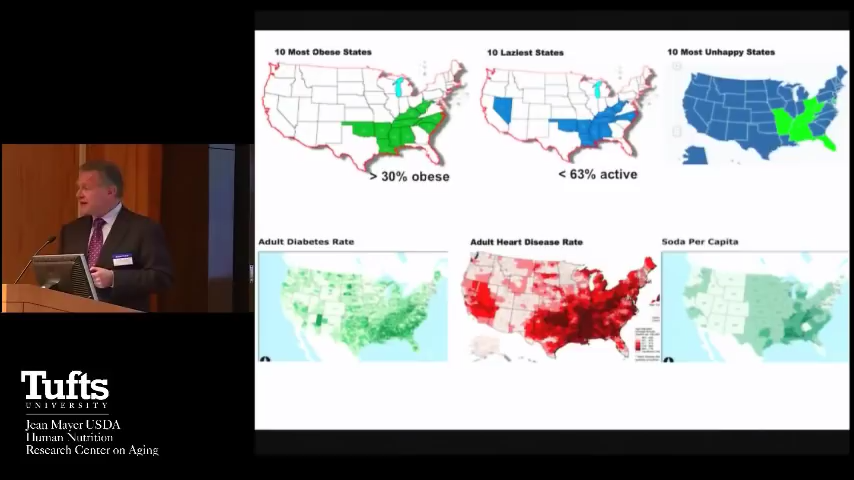 10 Most Obese States
10 Laziest States
10 Most Unhappy States
> 30% obese
< 63% active
Adult Diabetes Rate
Adult Heart Disease Rate
Soda Per Capita
Tufts
UNIVERSITY
Jean Mayer USDA
Human Nutrition
Research Center on Aging